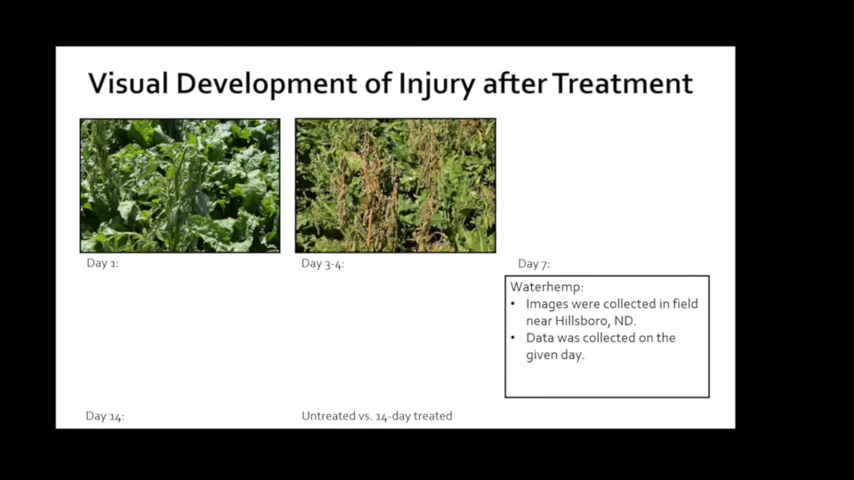 Visual Development of Injury after Treatment
Day 1:
Day 3-4:
Day 7:
Waterhemp:
• Images were collected in field
near Hillsboro, ND.
• Data was collected on the
given day.
Day 14:
Untreated vs. 14-day treated